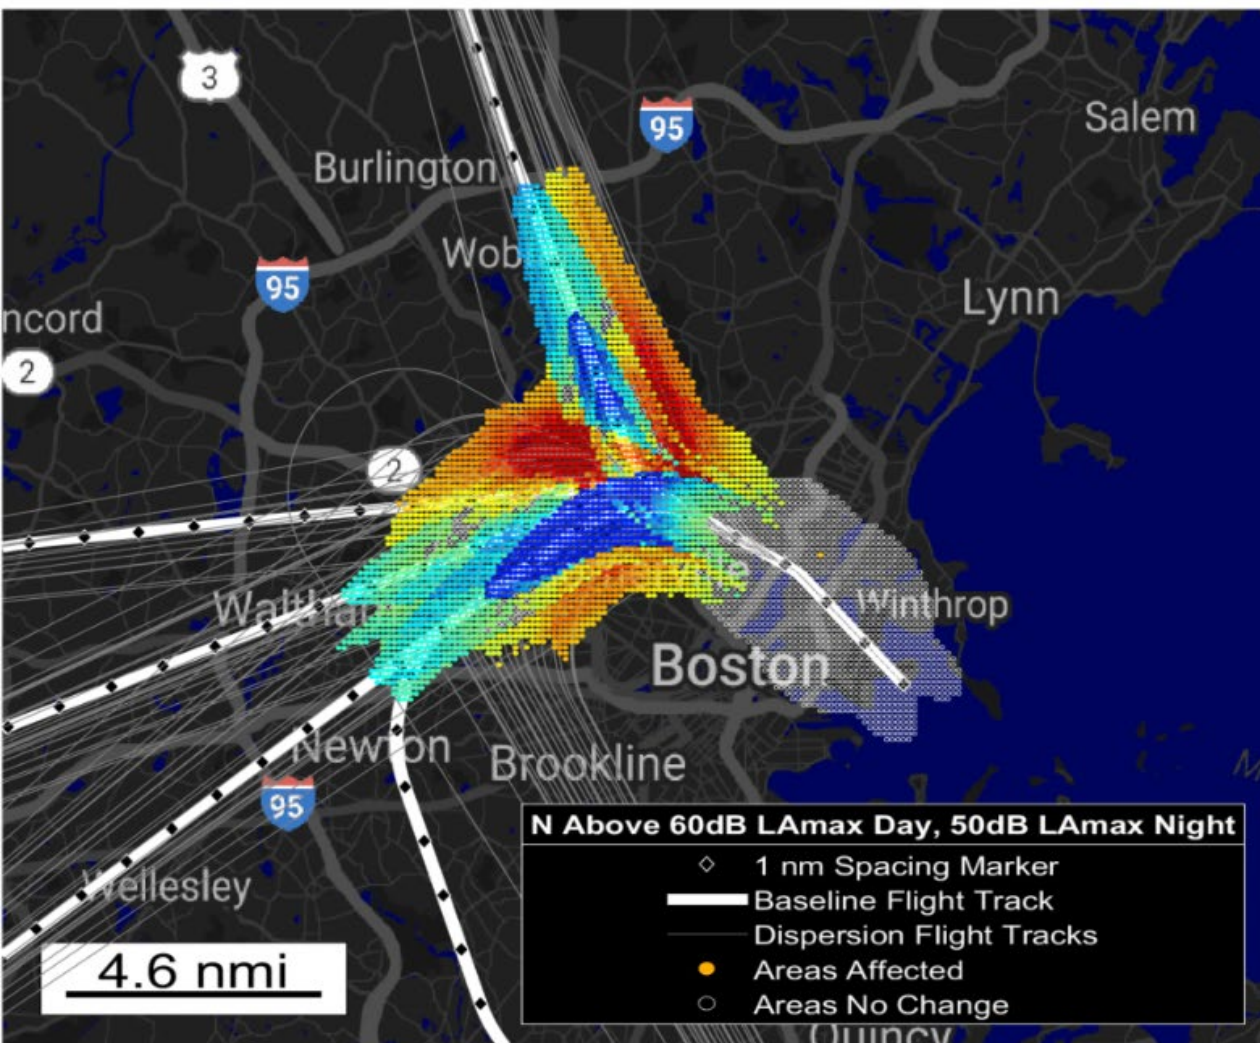 3
95
Salem
Burlington
Wob
95
Lynn
ncord
2
2
Waltham
Winthrop
Boston
Newton
Brookline
95
Wellesley
4.6 nmi
N Above 60dB LAmax Day, 50dB LAmax Night
1 nm Spacing Marker
Baseline Flight Track
Dispersion Flight Tracks
Areas Affected
Areas No Change
Quincy